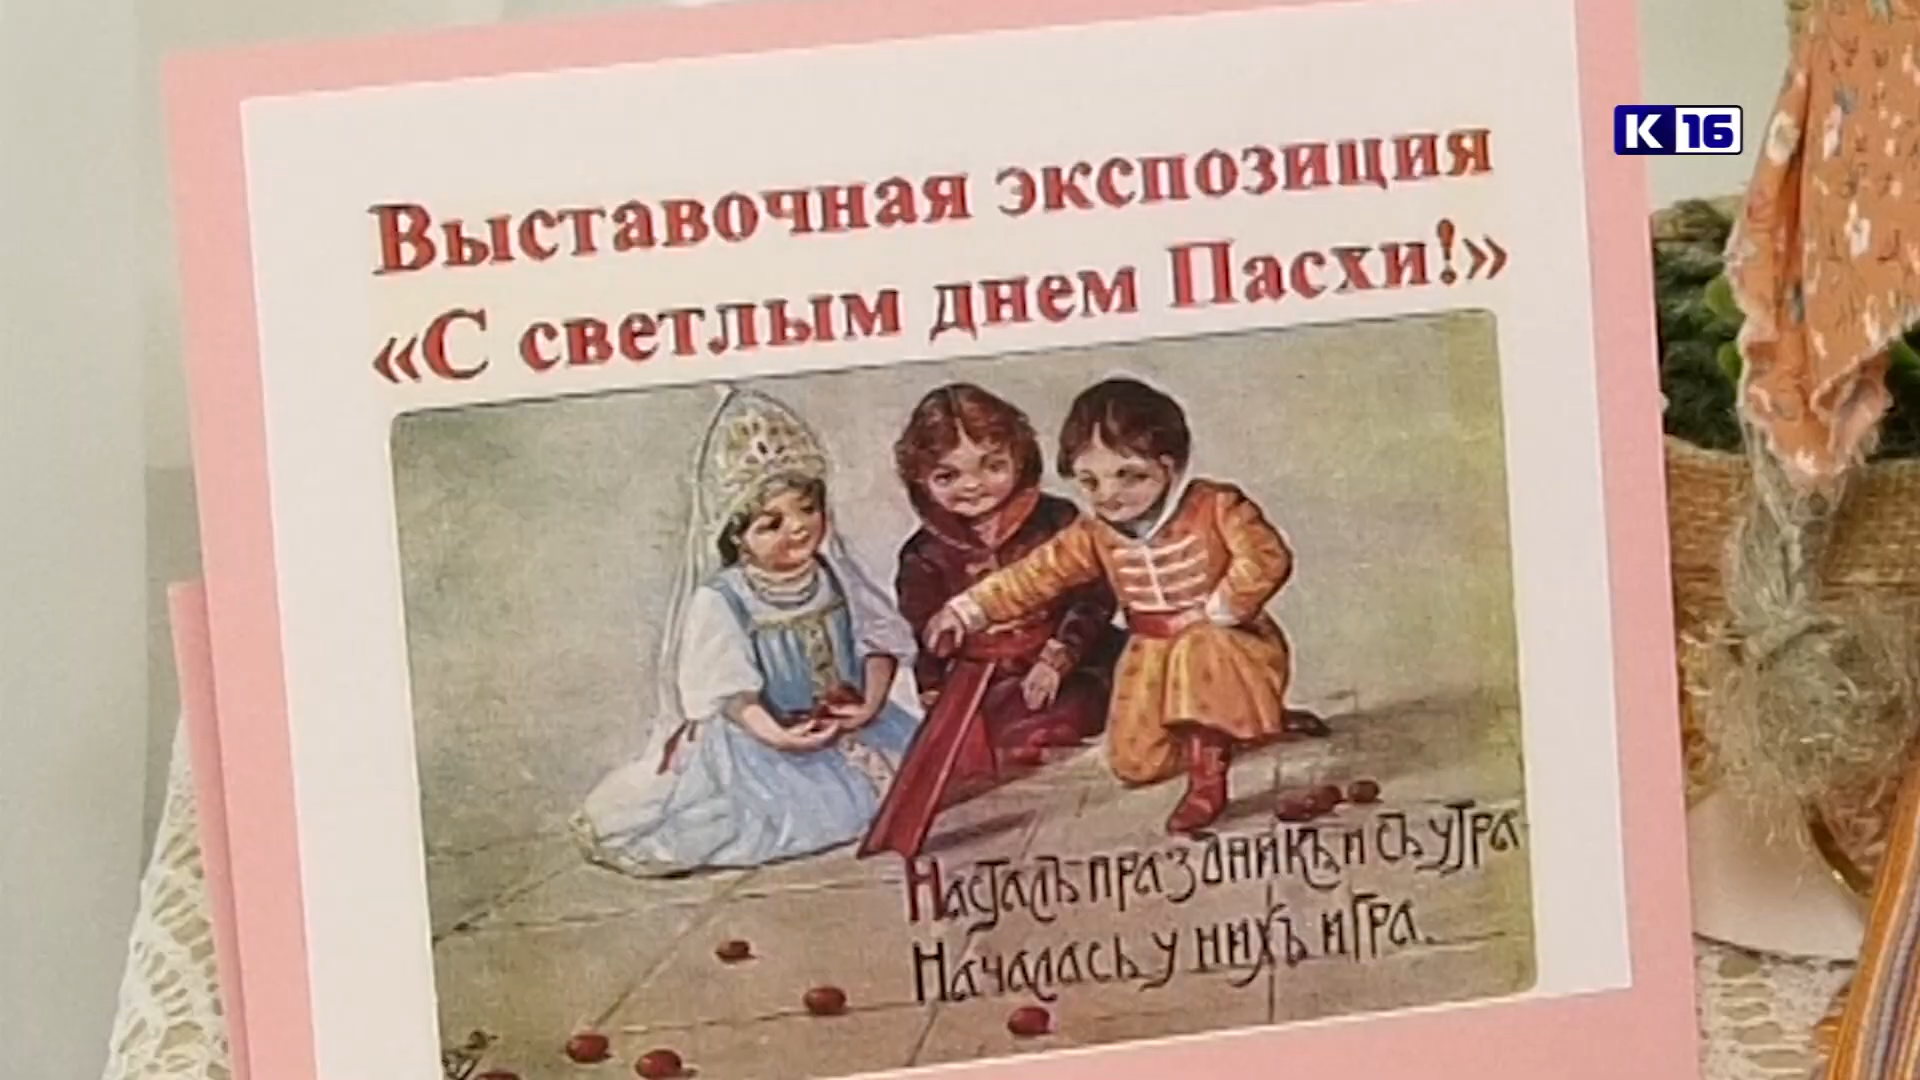 К 16
Выставочная экспозиция
«С светлым днем Пасхи!»
Насталъ праздникъ и съ утра
Началась у нихъ игра.